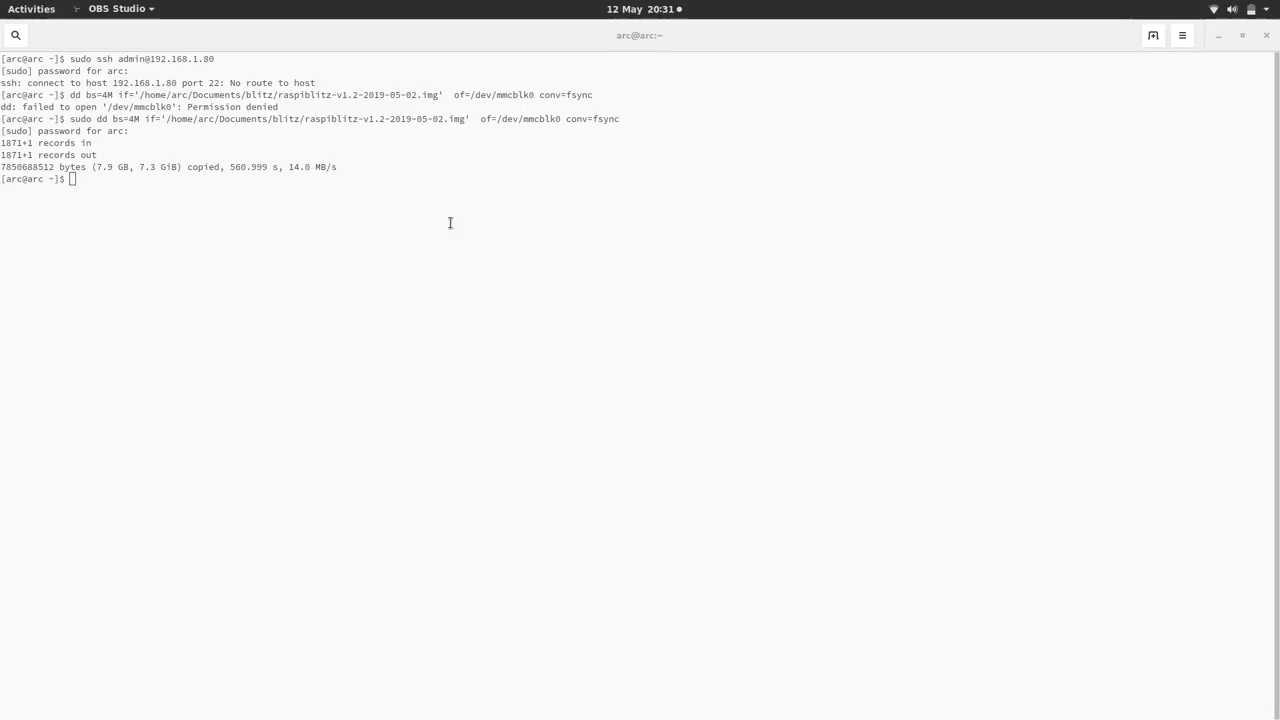 Activities OBS Studio 12 May 20:31
arc@arc:~
[arc@arc ~]$ sudo ssh admin@192.168.1.80
[sudo] password for arc:
ssh: connect to host 192.168.1.80 port 22: No route to host
[arc@arc ~]$ dd bs=4M if='/home/arc/Documents/blitz/raspiblitz-v1.2-2019-05-02.img'  of=/dev/mmcblk0 conv=fsync
dd: failed to open '/dev/mmcblk0': Permission denied
[arc@arc ~]$ sudo dd bs=4M if='/home/arc/Documents/blitz/raspiblitz-v1.2-2019-05-02.img'  of=/dev/mmcblk0 conv=fsync
[sudo] password for arc:
1871+1 records in
1871+1 records out
7850688512 bytes (7.9 GB, 7.3 GiB) copied, 560.999 s, 14.0 MB/s
[arc@arc ~]$